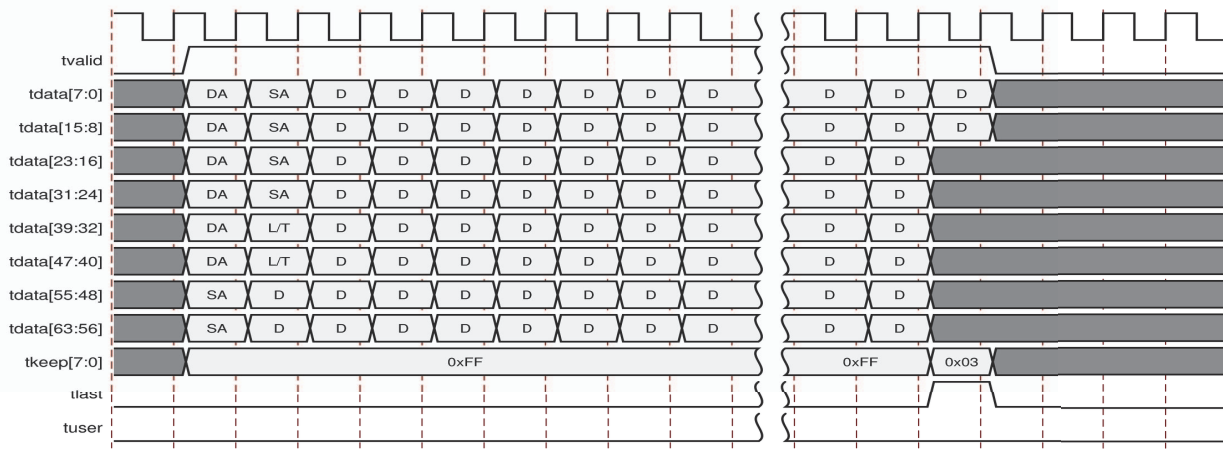 tvalid
tdata[7:0] DA SA D D D D D D D D D D
tdata[15:8] DA SA D D D D D D D D D D
tdata[23:16] DA SA D D D D D D D D D
tdata[31:24] DA SA D D D D D D D D D
tdata[39:32] DA L/T D D D D D D D D D
tdata[47:40] DA L/T D D D D D D D D D
tdata[55:48] SA D D D D D D D D D D
tdata[63:56] SA D D D D D D D D D D
tkeep[7:0] 0xFF 0xFF 0x03
tlast
tuser